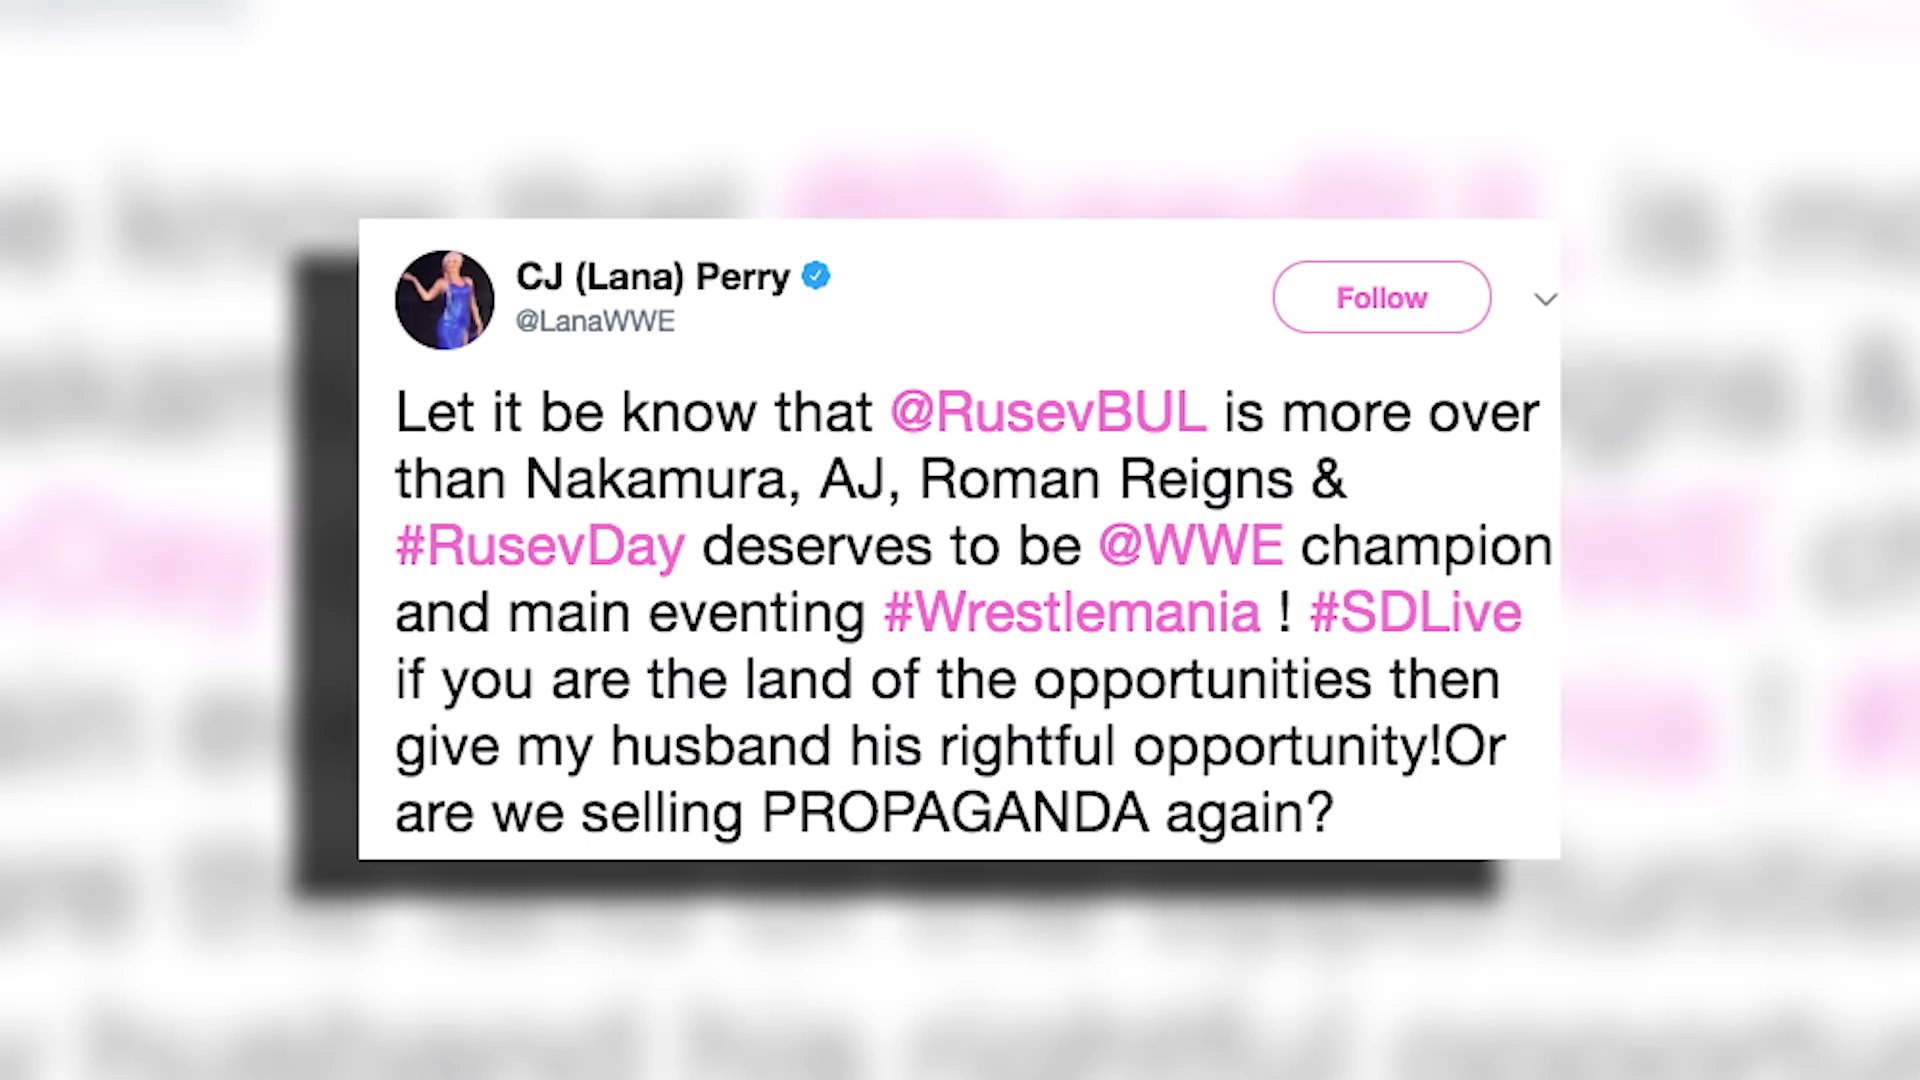 CJ (Lana) Perry
@LanaWWE
Follow
Let it be know that @RusevBUL is more over
than Nakamura, AJ, Roman Reigns &
#RusevDay deserves to be @WWE champion
and main eventing #Wrestlemania ! #SDLive
if you are the land of the opportunities then
give my husband his rightful opportunity!Or
are we selling PROPAGANDA again?